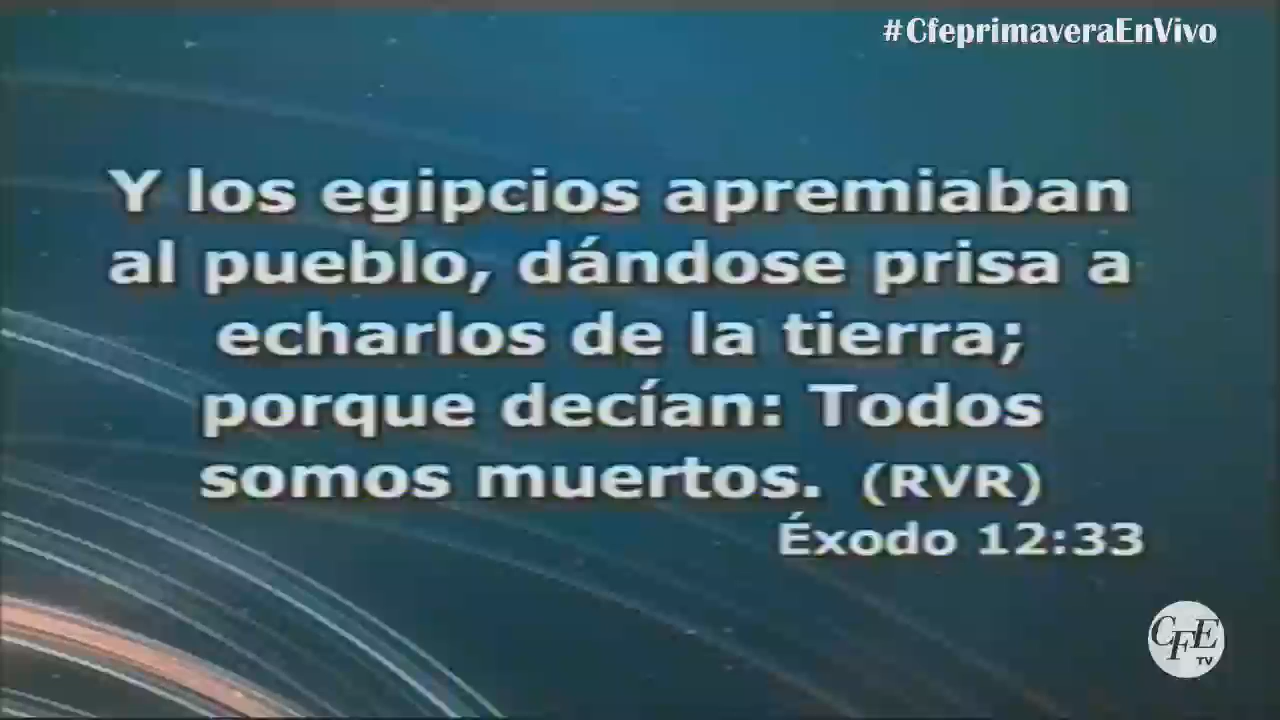 #CfeprimaveraEnVivo
Y los egipcios apremiaban
al pueblo, dándose prisa a
echarlos de la tierra;
porque decían: Todos
somos muertos. (RVR)
Éxodo 12:33
CFE
TV